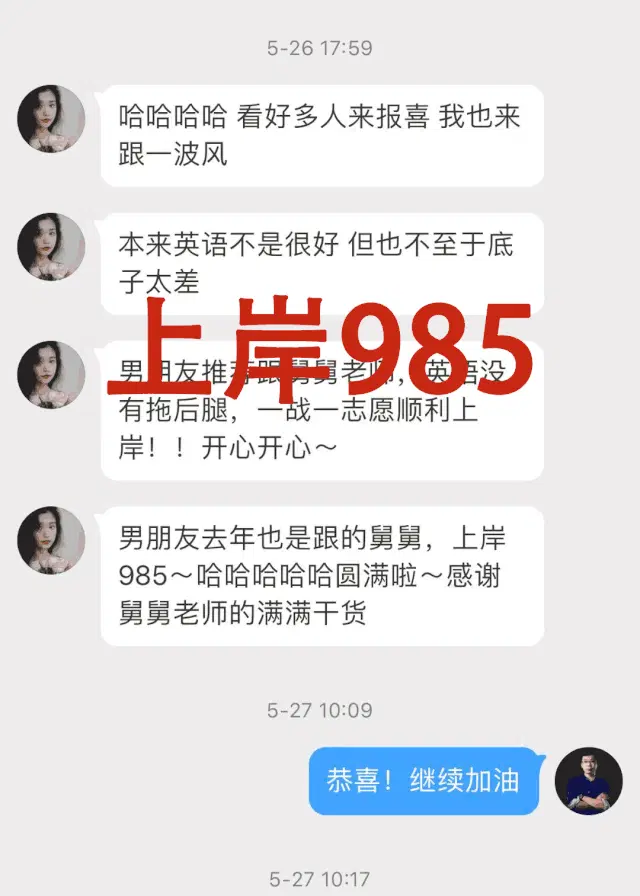 5-26 17:59
哈哈哈哈 看好多人来报喜 我也来
跟一波风
本来英语不是很好 但也不至于底
子太差
上岸985
男朋友推荐跟舅舅老师，英语没
有拖后腿，一战一志愿顺利上
岸！！开心开心～
男朋友去年也是跟的舅舅，上岸
985～哈哈哈哈哈圆满啦～感谢
舅舅老师的满满干货
5-27 10:09
恭喜！继续加油
5-27 10:17